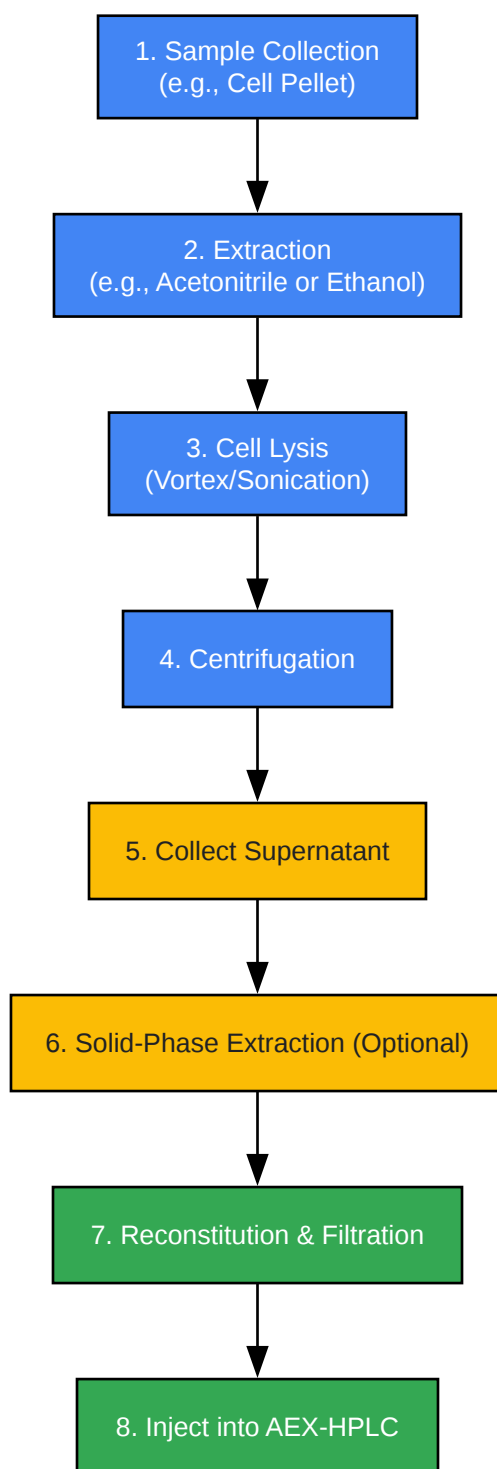 1. Sample Collection
(e.g., Cell Pellet)
2. Extraction
(e.g., Acetonitrile or Ethanol)
3. Cell Lysis
(Vortex/Sonication)
4. Centrifugation
5. Collect Supernatant
6. Solid-Phase Extraction (Optional)
7. Reconstitution & Filtration
8. Inject into AEX-HPLC